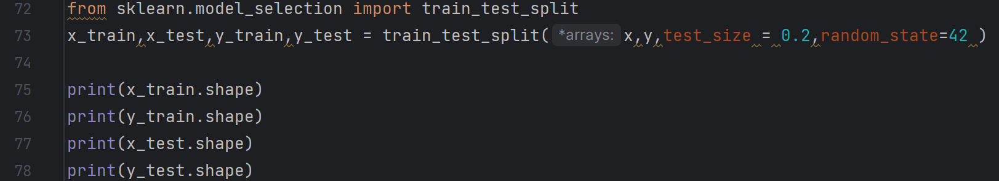 72 from sklearn.model_selection import train_test_split
73 x_train,x_test,y_train,y_test = train_test_split( *arrays: x,y,test_size = 0.2,random_state=42 )
74
75 print(x_train.shape)
76 print(y_train.shape)
77 print(x_test.shape)
78 print(y_test.shape)